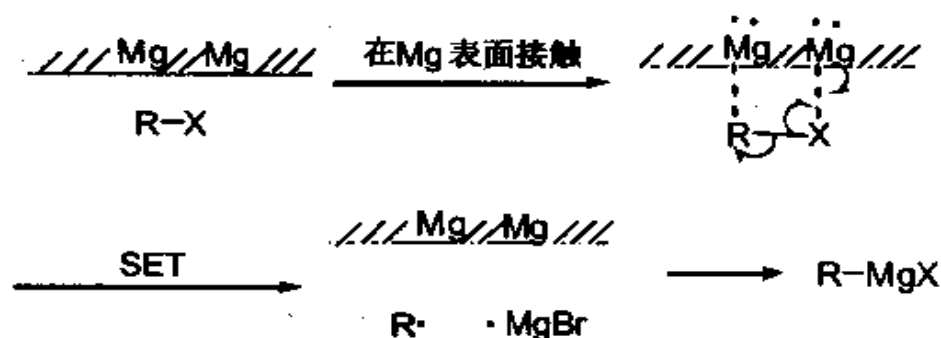 Mg Mg
在Mg 表面接触
Mg Mg
R-X
R X
SET
Mg Mg
R-MgX
R· ·MgBr